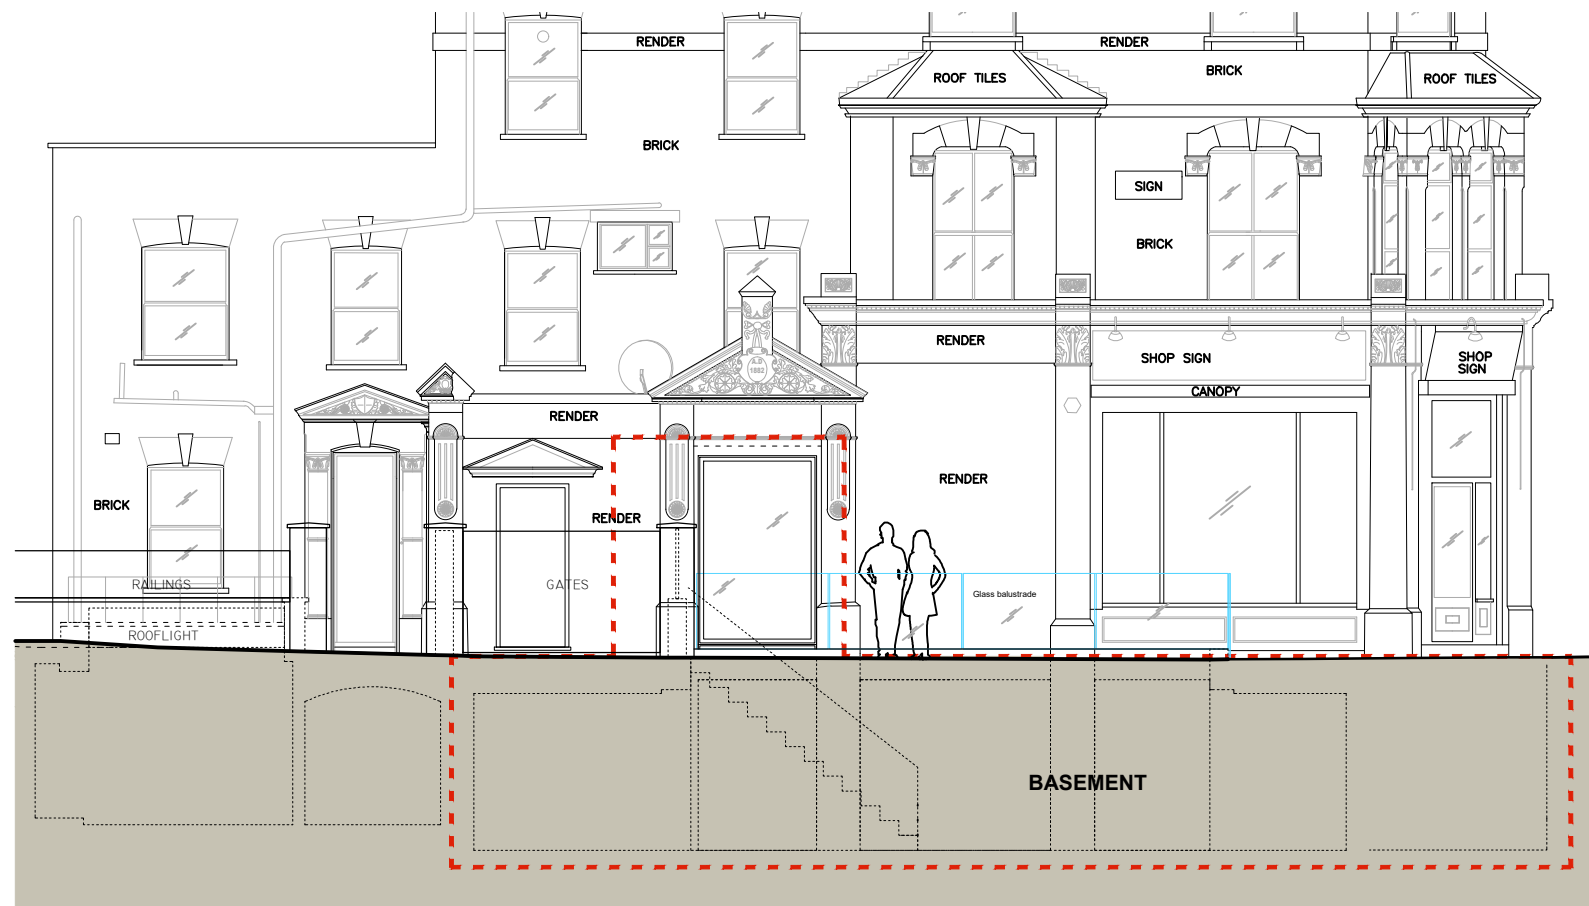 RENDER
RENDER
BRICK
ROOF TILES
ROOF TILES
BRICK
SIGN
BRICK
RENDER
SHOP SIGN
SHOP
SIGN
A.D
1882
CANOPY
RENDER
RENDER
BRICK
RENDER
RAILINGS
GATES
Glass balustrade
ROOFLIGHT
BASEMENT